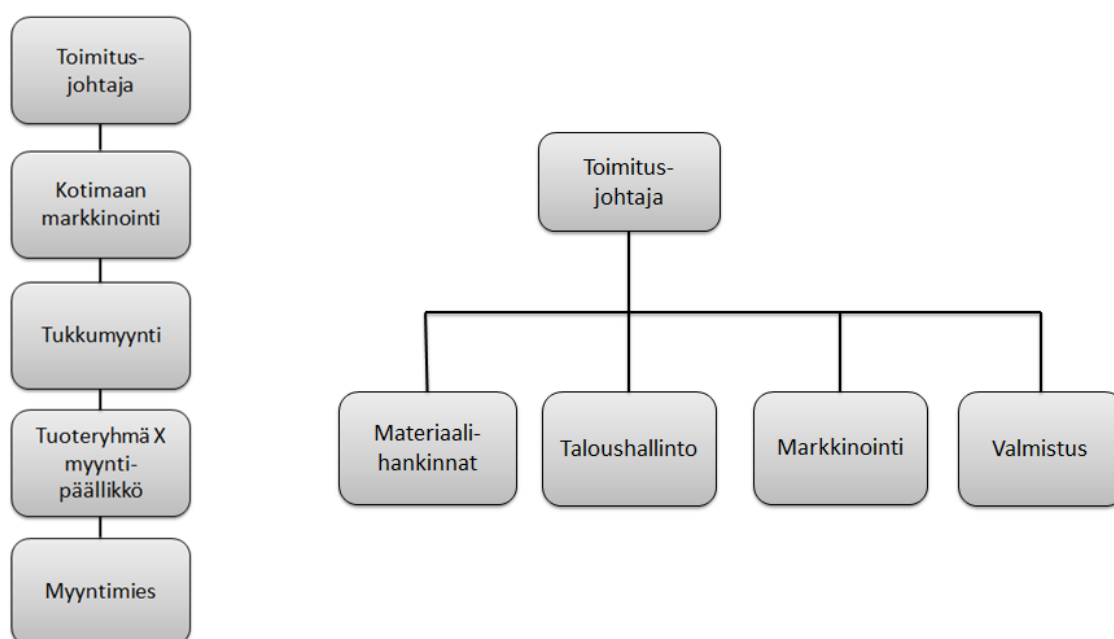 Toimitus-
johtaja
Kotimaan
markkinointi
Tukkumyynti
Tuoteryhmä X
myynti-
päällikkö
Myyntimies
Toimitus-
johtaja
Materiaali-
hankinnat
Taloushallinto
Markkinointi
Valmistus